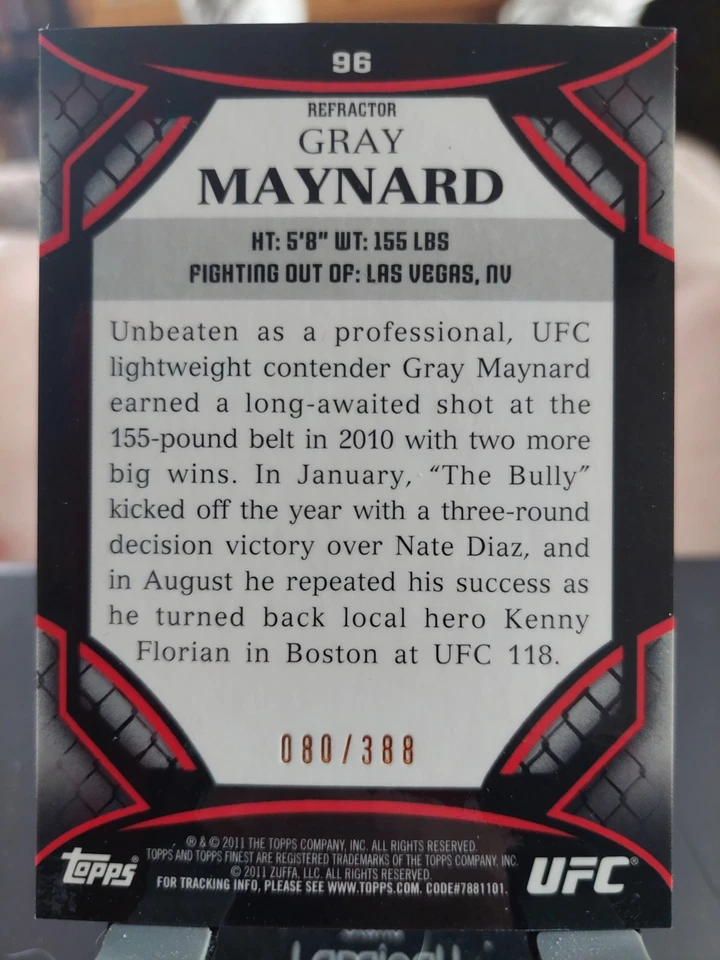 96
REFRACTOR
GRAY
MAYNARD
HT: 5'8" WT: 155 LBS
FIGHTING OUT OF: LAS VEGAS, NV
Unbeaten as a professional, UFC
lightweight contender Gray Maynard
earned a long-awaited shot at the
155-pound belt in 2010 with two more
big wins. In January, “The Bully”
kicked off the year with a three-round
decision victory over Nate Diaz, and
in August he repeated his success as
he turned back local hero Kenny
Florian in Boston at UFC 118.
080/388
® & © 2011 THE TOPPS COMPANY, INC. ALL RIGHTS RESERVED.
TOPPS AND TOPPS FINEST ARE REGISTERED TRADEMARKS OF THE TOPPS COMPANY, INC.
© 2011 ZUFFA, LLC. ALL RIGHTS RESERVED.
FOR TRACKING INFO, PLEASE SEE WWW.TOPPS.COM. CODE#7881101.
Topps®
UFC®